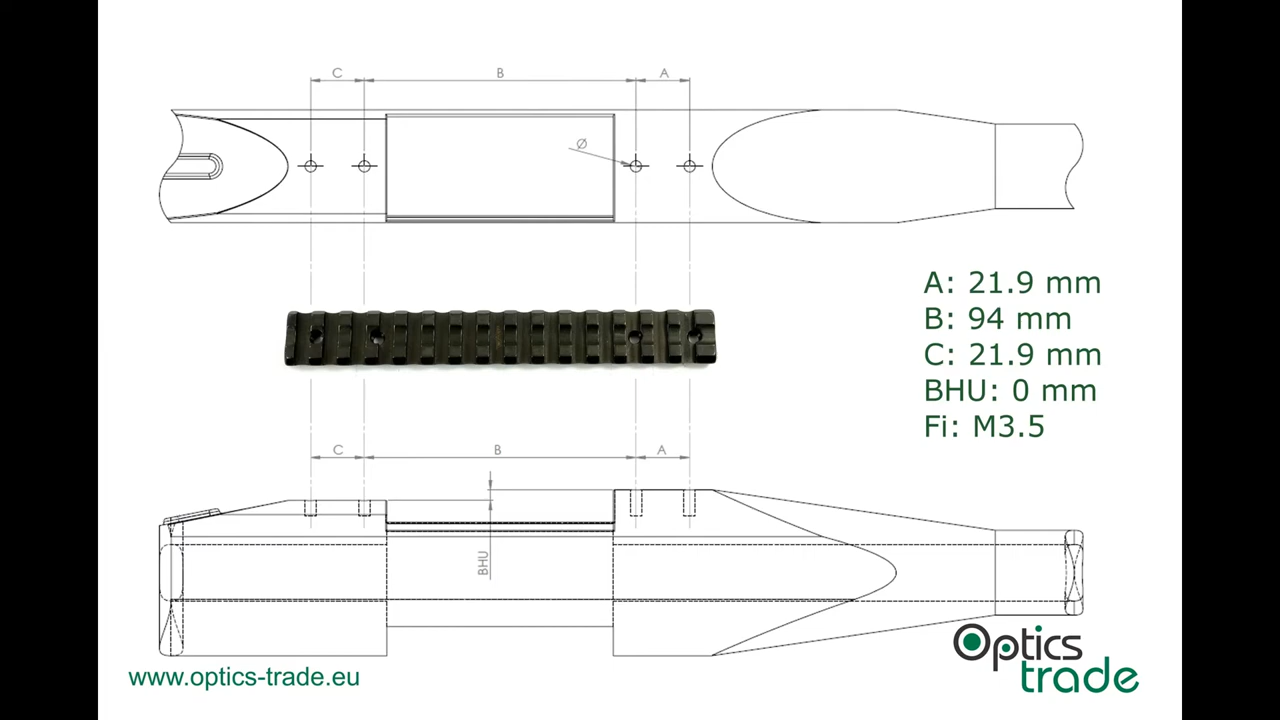 C B A
Ø
A: 21.9 mm
B: 94 mm
C: 21.9 mm
BHU: 0 mm
Fi: M3.5
C B A
BHU
www.optics-trade.eu
Optics
trade